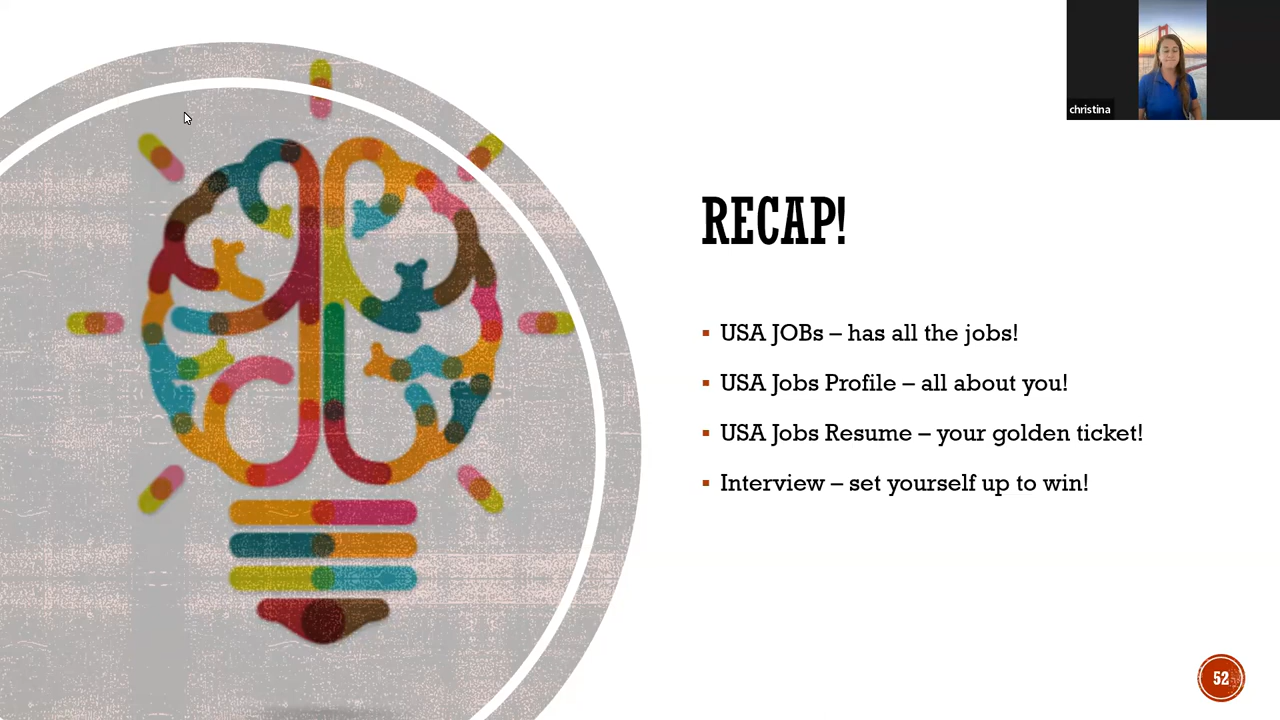 christina
RECAP!
▪ USA JOBs – has all the jobs!
▪ USA Jobs Profile – all about you!
▪ USA Jobs Resume – your golden ticket!
▪ Interview – set yourself up to win!
52